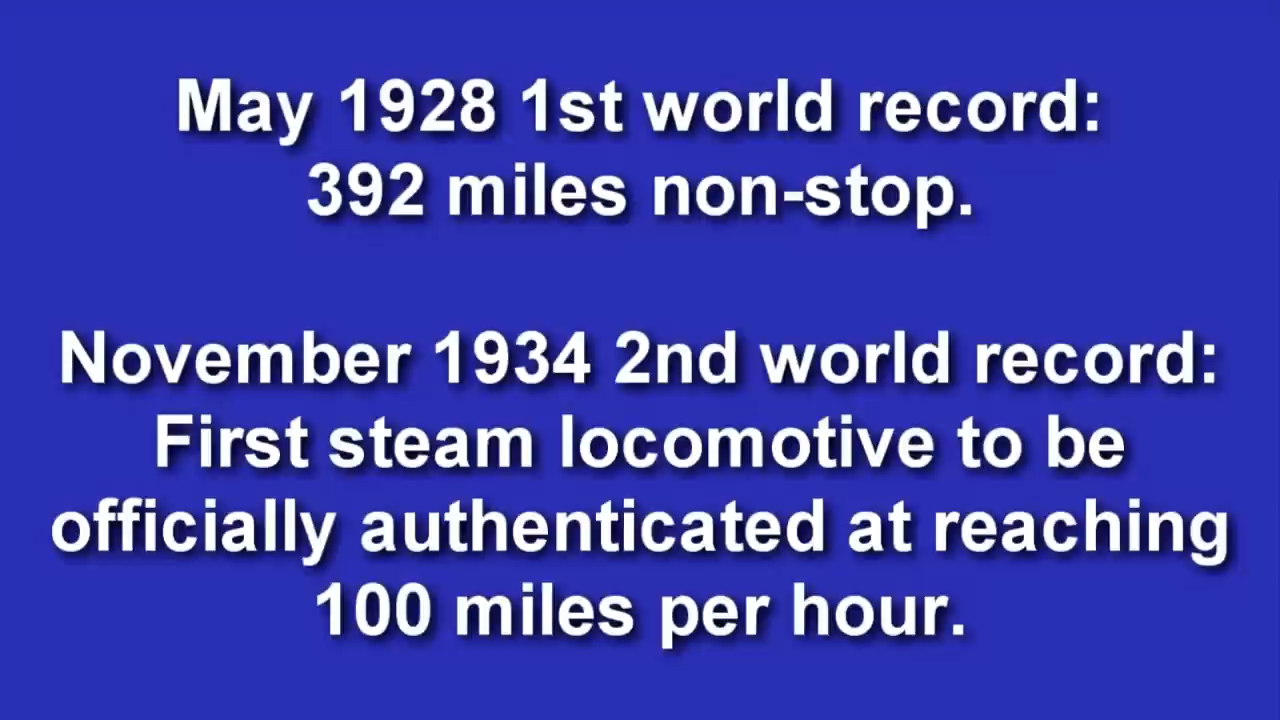 May 1928 1st world record:
392 miles non-stop.
November 1934 2nd world record:
First steam locomotive to be
officially authenticated at reaching
100 miles per hour.